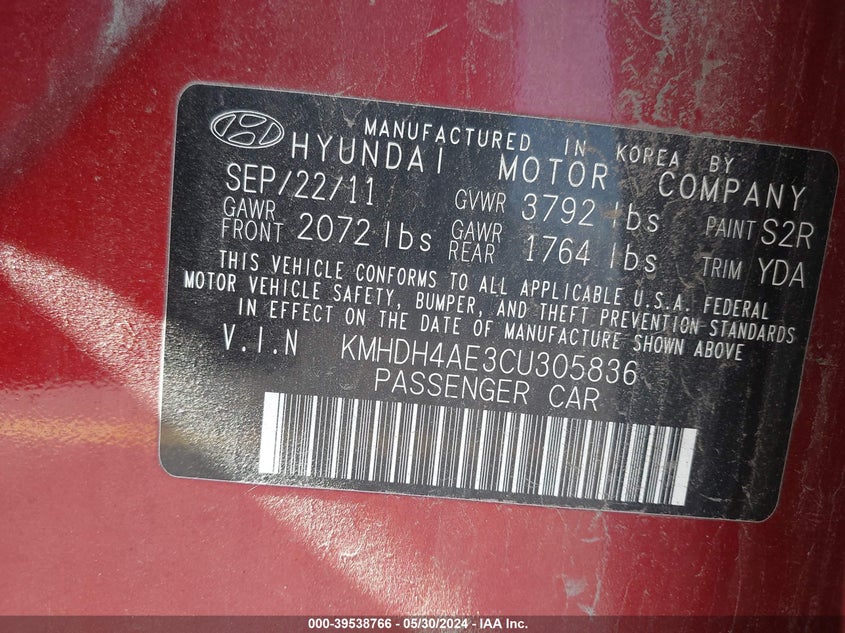 MANUFACTURED IN KOREA BY
HYUNDAI MOTOR COMPANY
SEP/22/11 GVWR 3792 lbs PAINT S2R
GAWR FRONT 2072 lbs GAWR REAR 1764 lbs TRIM YDA
THIS VEHICLE CONFORMS TO ALL APPLICABLE U.S.A. FEDERAL
MOTOR VEHICLE SAFETY, BUMPER, AND THEFT PREVENTION STANDARDS
IN EFFECT ON THE DATE OF MANUFACTURE SHOWN ABOVE
V.I.N KMHDH4AE3CU305836
PASSENGER CAR
000-39538766 - 05/30/2024 - IAA Inc.